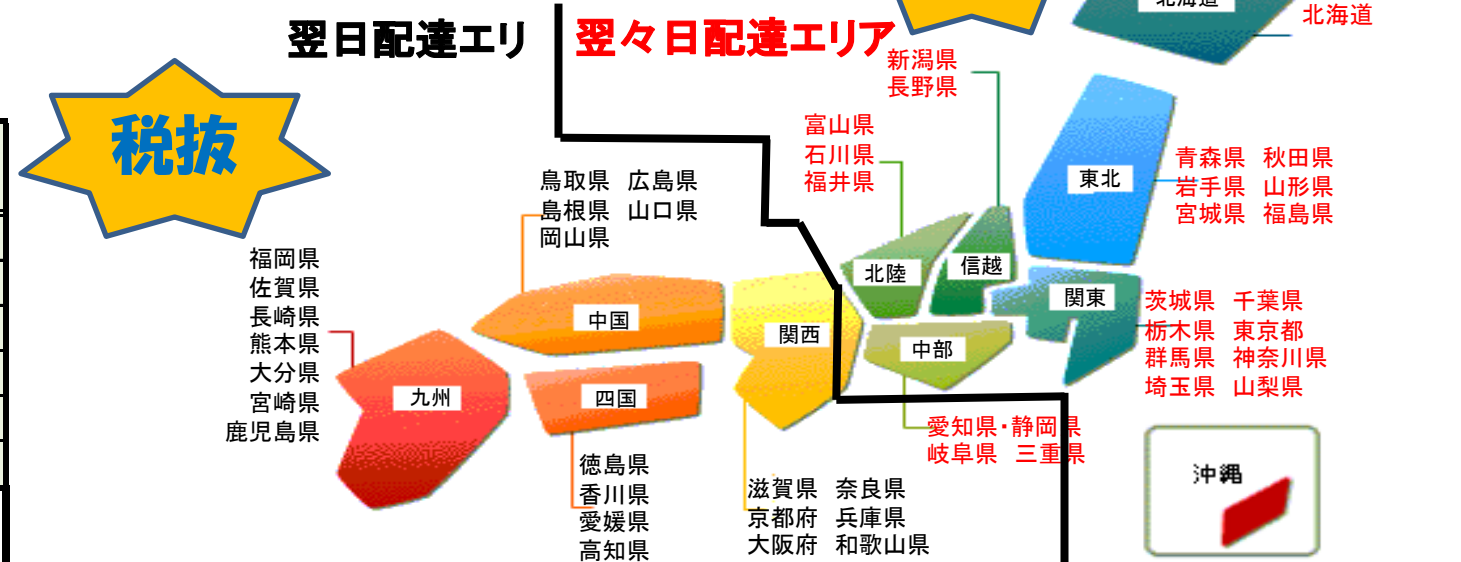 翌日配達エリ
翌々日配達エリア
北海道
北海道
税抜
新潟県
長野県
富山県
石川県
福井県
青森県 秋田県
岩手県 山形県
宮城県 福島県
東北
鳥取県 広島県
島根県 山口県
岡山県
福岡県
佐賀県
長崎県
熊本県
大分県
宮崎県
鹿児島県
北陸
信越
関東
茨城県 千葉県
栃木県 東京都
群馬県 神奈川県
埼玉県 山梨県
中国
関西
中部
九州
四国
愛知県・静岡県
岐阜県 三重県
徳島県
香川県
愛媛県
高知県
滋賀県 奈良県
京都府 兵庫県
大阪府 和歌山県
沖縄